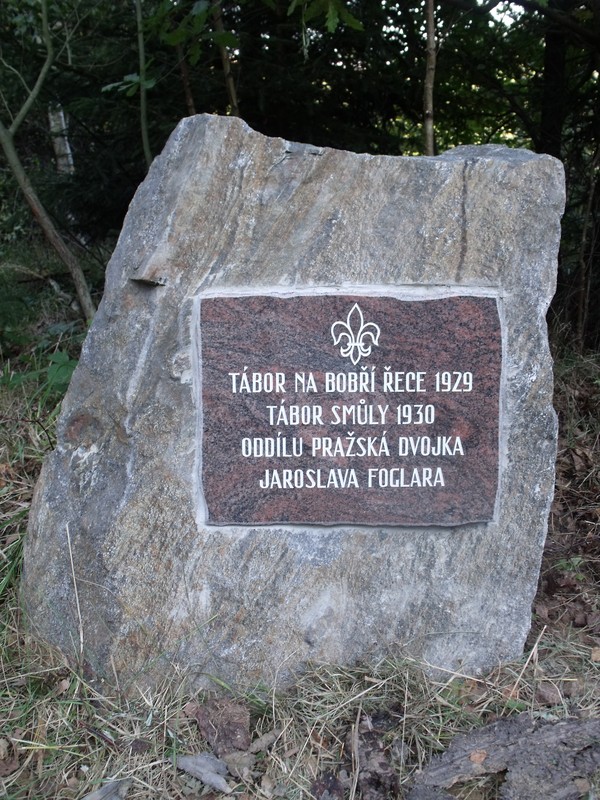 TÁBOR NA BOBŘÍ ŘECE 1929
TÁBOR SMŮLY 1930
ODDÍLU PRAŽSKÁ DVOJKA
JAROSLAVA FOGLARA